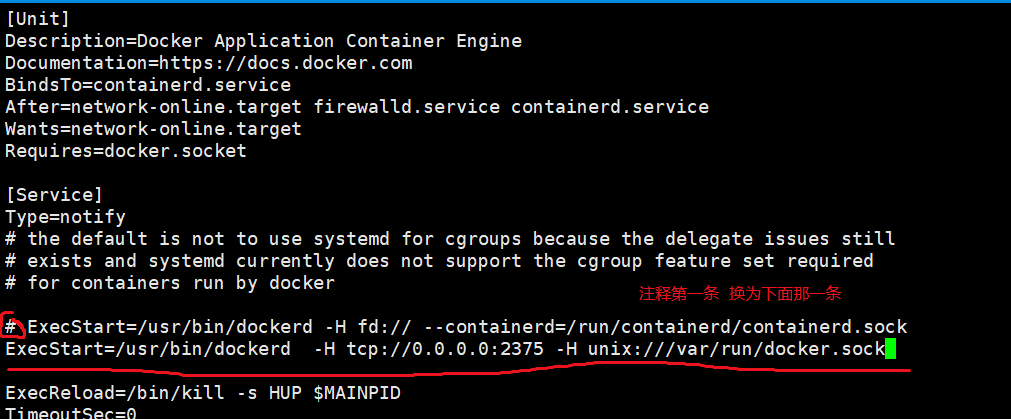 [Unit]
Description=Docker Application Container Engine
Documentation=https://docs.docker.com
BindsTo=containerd.service
After=network-online.target firewalld.service containerd.service
Wants=network-online.target
Requires=docker.socket
[Service]
Type=notify
# the default is not to use systemd for cgroups because the delegate issues still
# exists and systemd currently does not support the cgroup feature set required
# for containers run by docker
注释第一条 换为下面那一条
# ExecStart=/usr/bin/dockerd -H fd:// --containerd=/run/containerd/containerd.sock
ExecStart=/usr/bin/dockerd  -H tcp://0.0.0.0:2375 -H unix:///var/run/docker.sock
ExecReload=/bin/kill -s HUP $MAINPID
TimeoutSec=0